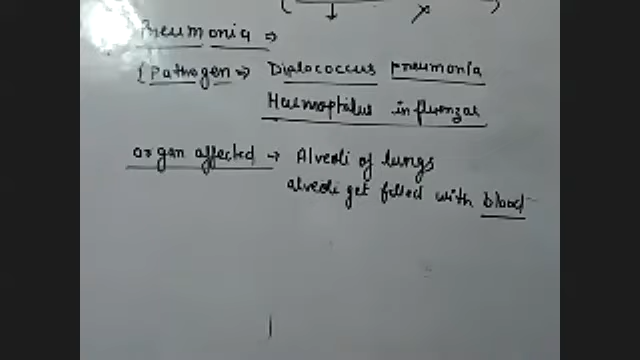 Pneumonia ⇒
[Pathogen ⇒ Diplococcus pneumonia
Haemophilus influenzae
organ affected → Alveoli of lungs
alveoli get filled with blood